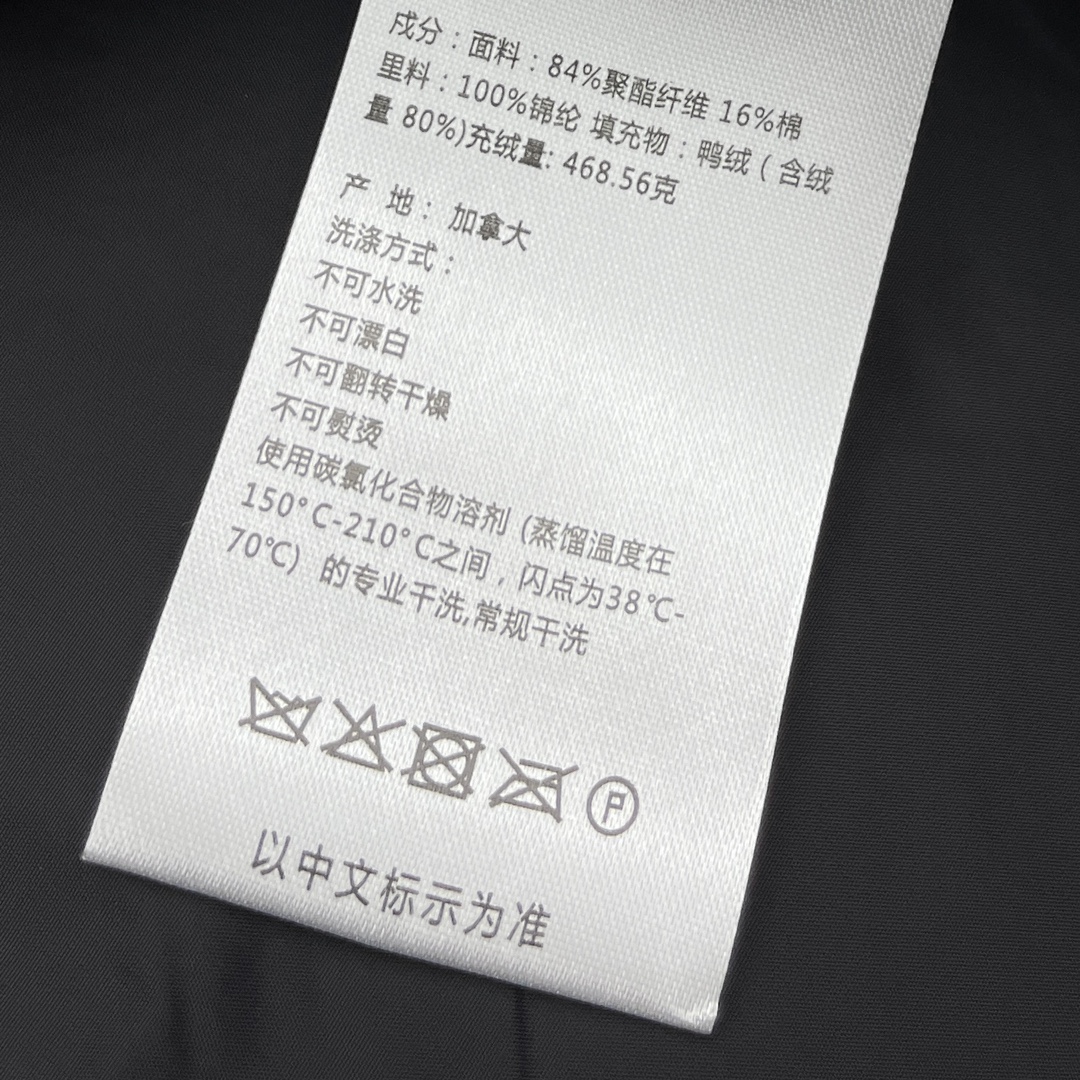 成分：面料：84%聚酯纤维 16%棉
里料：100%锦纶 填充物：鸭绒（含绒
量 80%)充绒量: 468.56克
产 地： 加拿大
洗涤方式：
不可水洗
不可漂白
不可翻转干燥
不可熨烫
使用碳氯化合物溶剂 (蒸馏温度在
150°C-210°C之间，闪点为38℃-
70℃) 的专业干洗,常规干洗
P
以中文标示为准